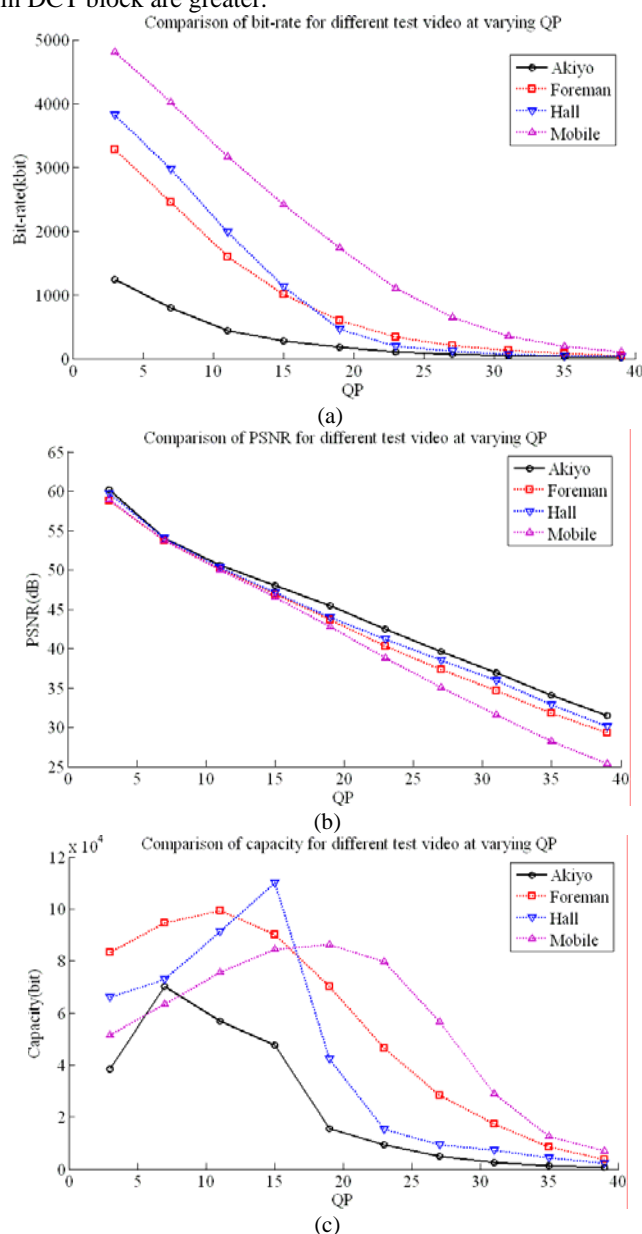 in DCT block are greater.
Comparison of bit-rate for different test video at varying QP
5000
4000
3000
2000
1000
0
Bit-rate(kbit)
Akiyo
Foreman
Hall
Mobile
0 5 10 15 20 25 30 35 40
QP
(a)
Comparison of PSNR for different test video at varying QP
65
60
55
50
45
40
35
30
25
PSNR(dB)
Akiyo
Foreman
Hall
Mobile
0 5 10 15 20 25 30 35 40
QP
(b)
Comparison of capacity for different test video at varying QP
x 10^4
12
10
8
6
4
2
0
Capacity(bit)
Akiyo
Foreman
Hall
Mobile
0 5 10 15 20 25 30 35 40
QP
(c)